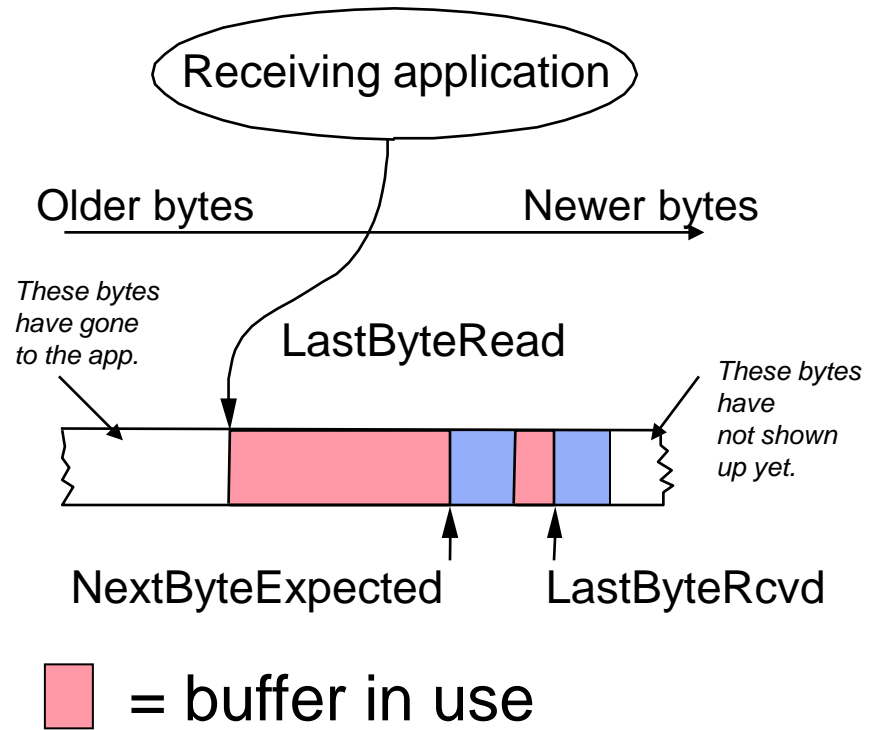 Receiving application
Older bytes
Newer bytes
These bytes
have gone
to the app.
LastByteRead
These bytes
have
not shown
up yet.
NextByteExpected
LastByteRcvd
= buffer in use